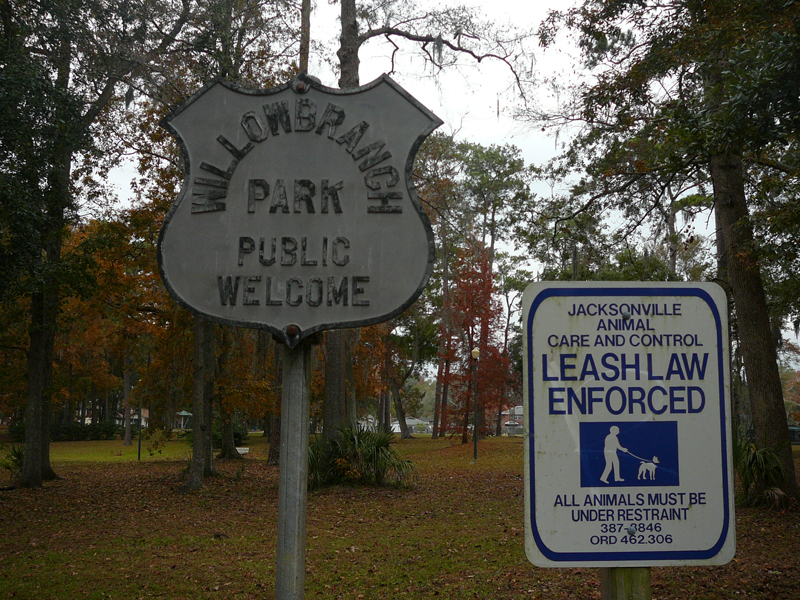 WILLOWBRANCH
PARK
PUBLIC
WELCOME
JACKSONVILLE
ANIMAL
CARE AND CONTROL
LEASH LAW
ENFORCED
ALL ANIMALS MUST BE
UNDER RESTRAINT
387-3846
ORD 462.306